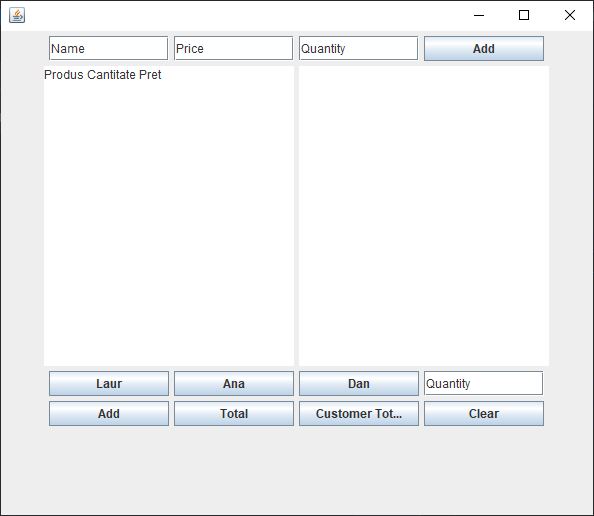 Name Price Quantity Add
Produs Cantitate Pret
Laur Ana Dan Quantity
Add Total Customer Tot... Clear